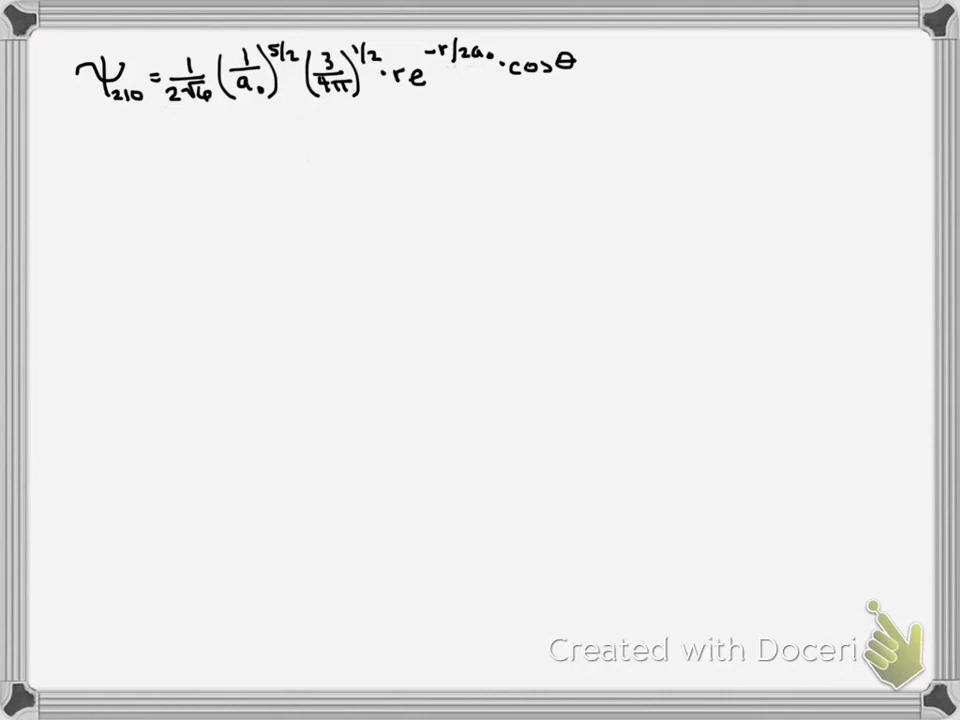 ψ₂₁₀ = 1/(2√6) (1/a₀)^(5/2) (3/4π)^(1/2) · r e^(-r/2a₀) · cosθ
Created with Doceri